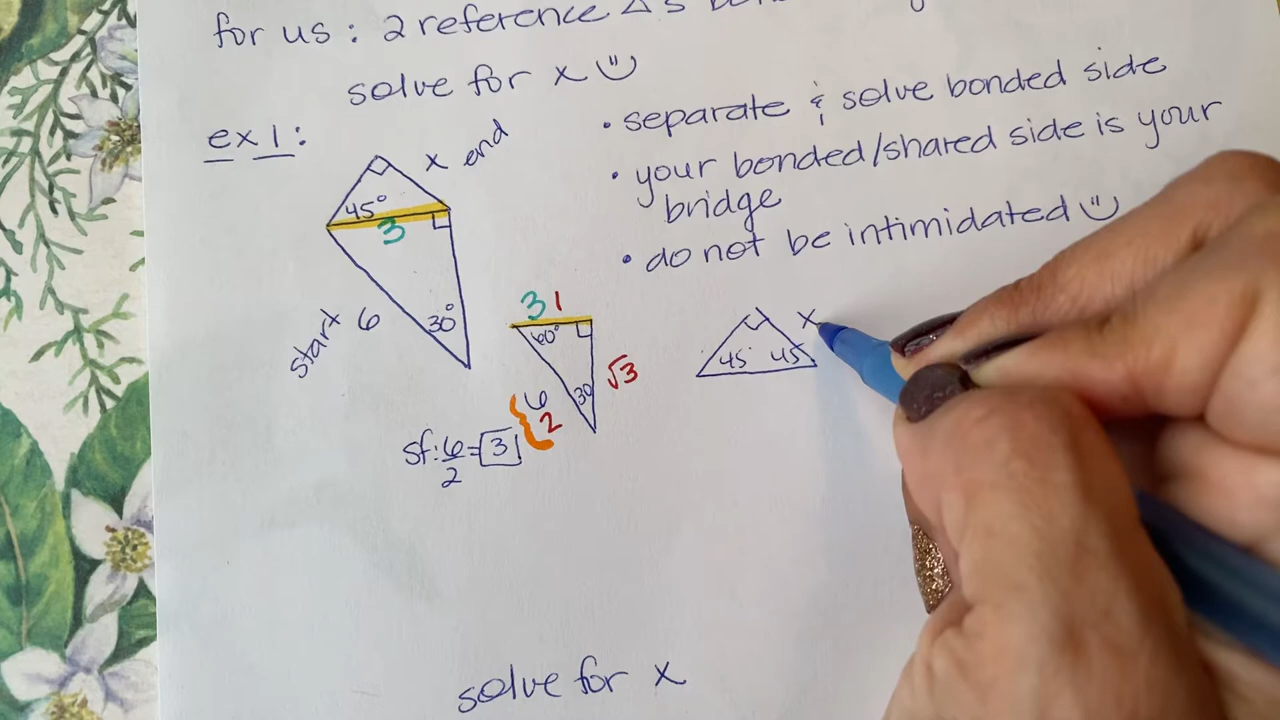 for us : 2 reference Δ's
solve for x
ex 1:
x end
45°
3
start 6
30°
• separate & solve bonded side
• your bonded/shared side is your
bridge
• do not be intimidated
3 1
60°
√3
6
2
30
sf: 6/2 = 3
x
45° 45
solve for x